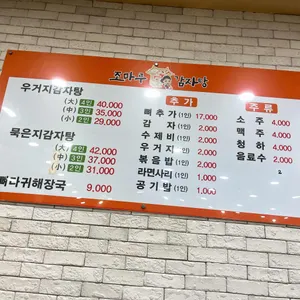 조마루 감자탕
우거지감자탕
(大) 4인 40,000
(中) 3인 35,000
(小) 2인 29,000
묵은지감자탕
(大) 4인 42,000
(中) 3인 37,000
(小) 2인 31,000
뼈다귀해장국 9,000
추가
뼈추가(1인) 17,000
감자(1인) 2,000
수제비(1인) 2,000
우거지(1인) 2,000
볶음밥(1인) 2,000
라면사리(1인) 1,000
공기밥(1인) 1,000
주류
소주 4,000
맥주 4,000
청하 4,000
음료수 2,000